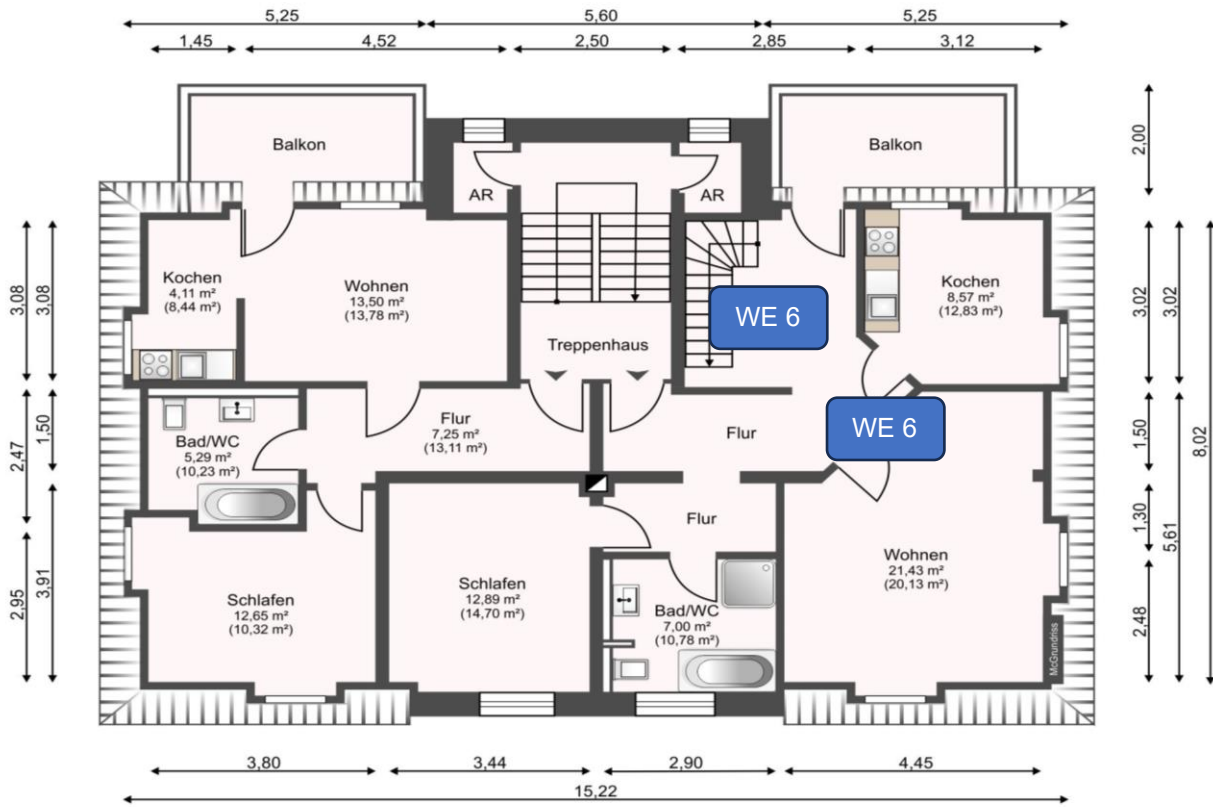 5,25
5,60
5,25
1,45
4,52
2,50
2,85
3,12
Balkon
AR
AR
Balkon
2,00
Kochen
4,11 m²
(8,44 m²)
Wohnen
13,50 m²
(13,78 m²)
Treppenhaus
WE 6
Kochen
8,57 m²
(12,83 m²)
3,08
3,08
3,02
3,02
Bad/WC
5,29 m²
(10,23 m²)
Flur
7,25 m²
(13,11 m²)
Flur
WE 6
2,47
1,50
1,50
8,02
Flur
Schlafen
12,65 m²
(10,32 m²)
Schlafen
12,89 m²
(14,70 m²)
Bad/WC
7,00 m²
(10,78 m²)
Wohnen
21,43 m²
(20,13 m²)
McGrundriss
2,95
3,91
1,30
5,61
2,48
3,80
3,44
2,90
4,45
15,22